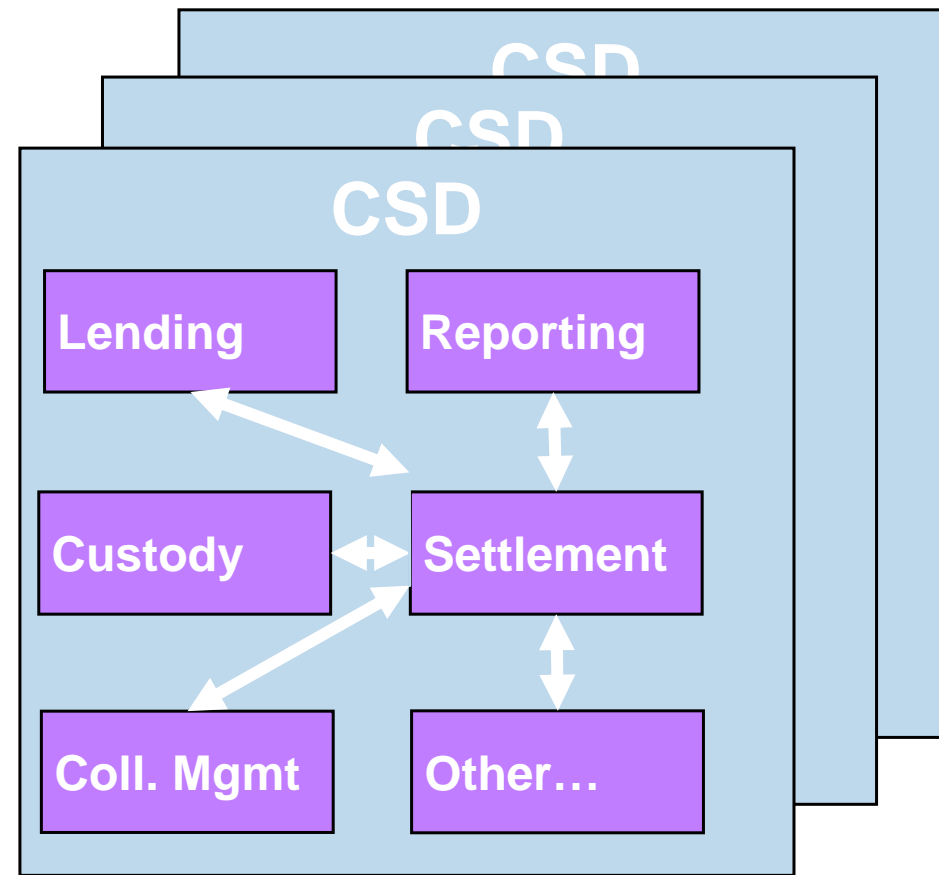 CSD
CSD
CSD
Lending
Reporting
Custody
Settlement
Coll. Mgmt
Other…